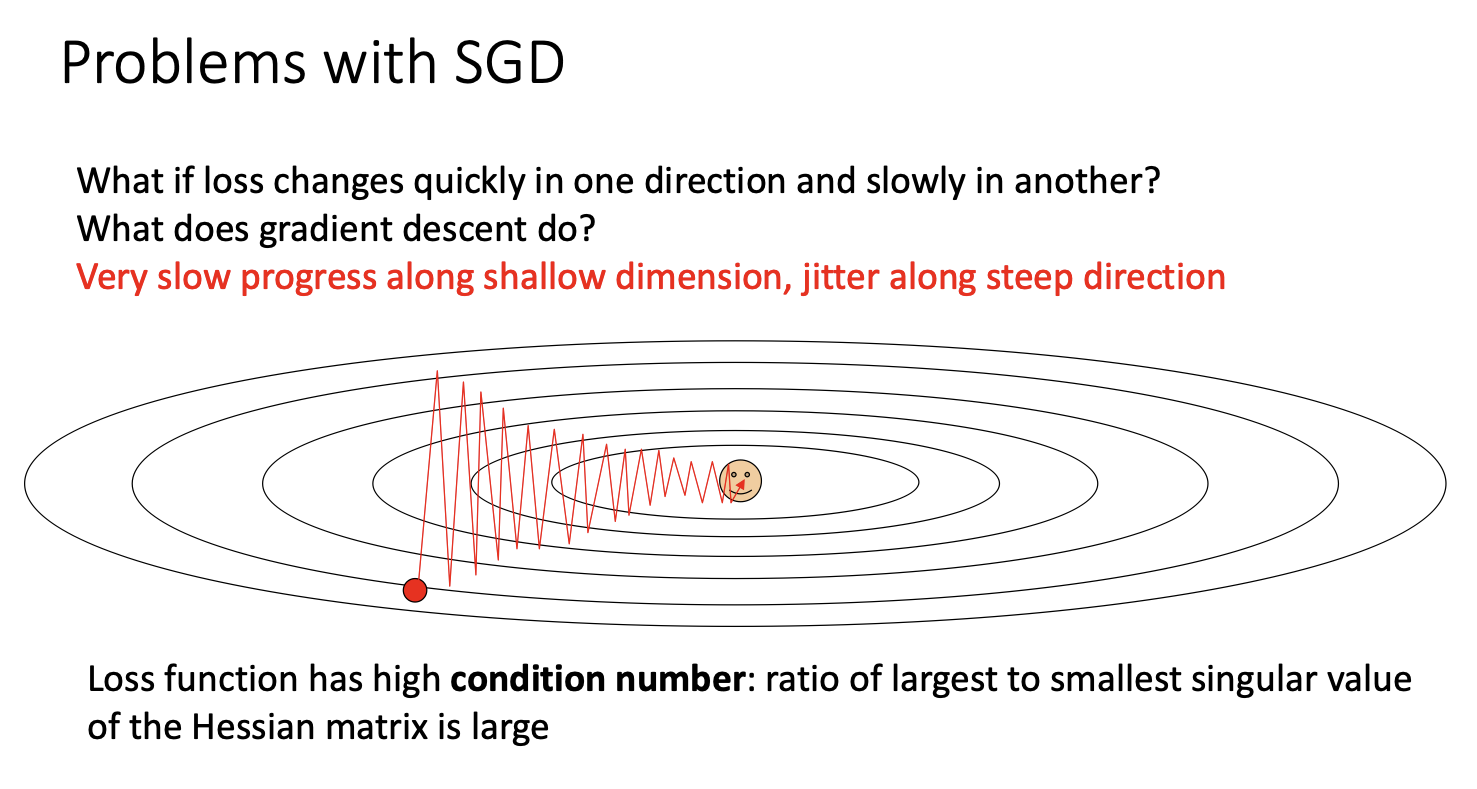 Problems with SGD
What if loss changes quickly in one direction and slowly in another?
What does gradient descent do?
Very slow progress along shallow dimension, jitter along steep direction
Loss function has high condition number: ratio of largest to smallest singular value
of the Hessian matrix is large